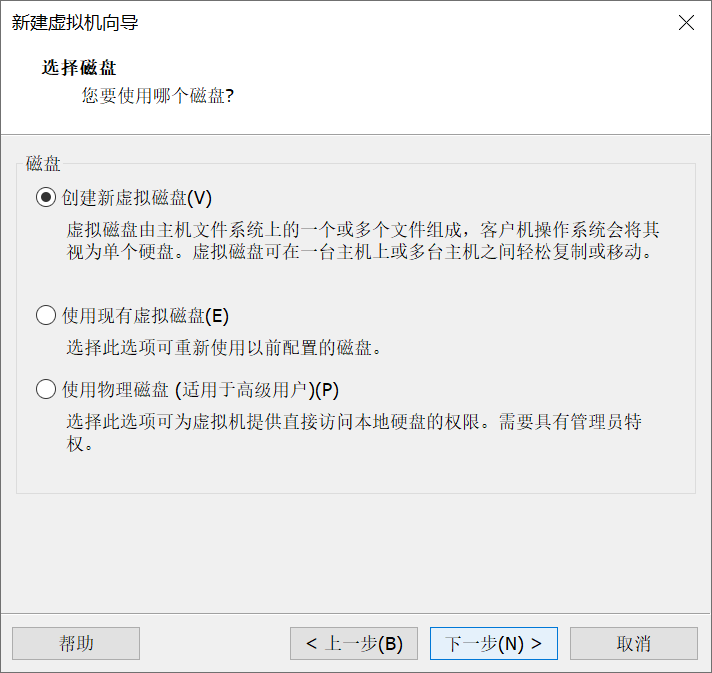 新建虚拟机向导
选择磁盘
您要使用哪个磁盘?
磁盘
创建新虚拟磁盘(V)
虚拟磁盘由主机文件系统上的一个或多个文件组成，客户机操作系统会将其
视为单个硬盘。虚拟磁盘可在一台主机上或多台主机之间轻松复制或移动。
使用现有虚拟磁盘(E)
选择此选项可重新使用以前配置的磁盘。
使用物理磁盘 (适用于高级用户)(P)
选择此选项可为虚拟机提供直接访问本地硬盘的权限。需要具有管理员特
权。
帮助 < 上一步(B) 下一步(N) > 取消